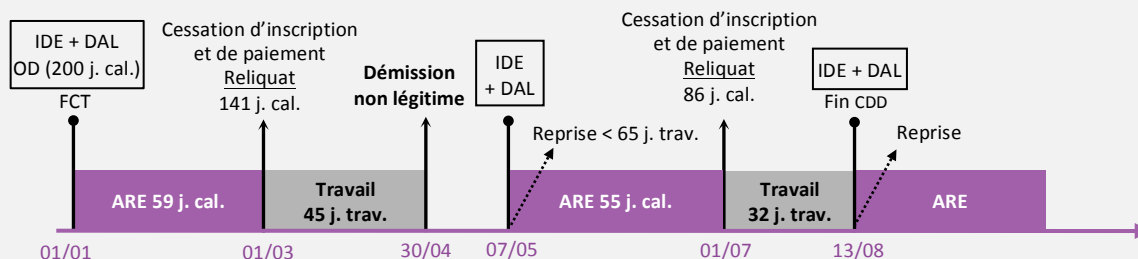 IDE + DAL
OD (200 j. cal.)
FCT
Cessation d’inscription
et de paiement
Reliquat
141 j. cal.
Démission
non légitime
IDE
+ DAL
Reprise < 65 j. trav.
Cessation d’inscription
et de paiement
Reliquat
86 j. cal.
IDE + DAL
Fin CDD
Reprise
ARE 59 j. cal.
Travail
45 j. trav.
ARE 55 j. cal.
Travail
32 j. trav.
ARE
01/01
01/03
30/04
07/05
01/07
13/08